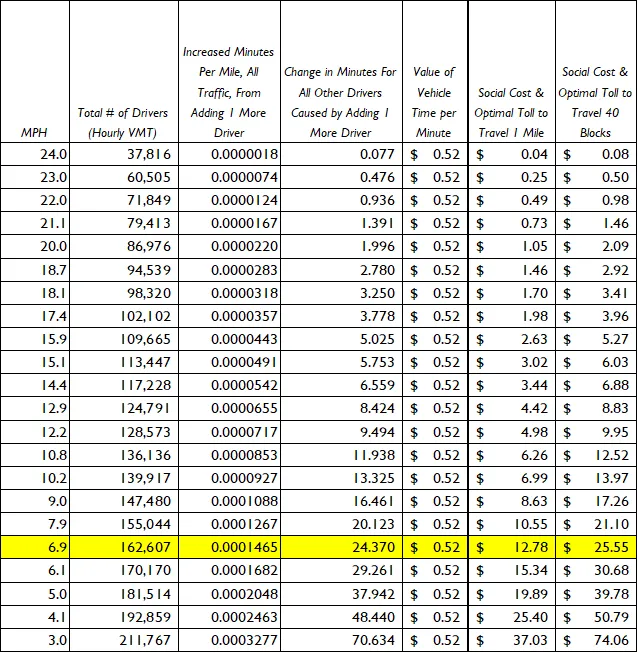 Increased Minutes
Per Mile, All Change in Minutes For Value of Social Cost &
Traffic, From All Other Drivers Vehicle Social Cost & Optimal Toll to
Total # of Drivers Adding 1 More Caused by Adding 1 Time per Optimal Toll to Travel 40
MPH (Hourly VMT) Driver More Driver Minute Travel 1 Mile Blocks
24.0 37,816 0.0000018 0.077 $ 0.52 $ 0.04 $ 0.08
23.0 60,505 0.0000074 0.476 $ 0.52 $ 0.25 $ 0.50
22.0 71,849 0.0000124 0.936 $ 0.52 $ 0.49 $ 0.98
21.1 79,413 0.0000167 1.391 $ 0.52 $ 0.73 $ 1.46
20.0 86,976 0.0000220 1.996 $ 0.52 $ 1.05 $ 2.09
18.7 94,539 0.0000283 2.780 $ 0.52 $ 1.46 $ 2.92
18.1 98,320 0.0000318 3.250 $ 0.52 $ 1.70 $ 3.41
17.4 102,102 0.0000357 3.778 $ 0.52 $ 1.98 $ 3.96
15.9 109,665 0.0000443 5.025 $ 0.52 $ 2.63 $ 5.27
15.1 113,447 0.0000491 5.753 $ 0.52 $ 3.02 $ 6.03
14.4 117,228 0.0000542 6.559 $ 0.52 $ 3.44 $ 6.88
12.9 124,791 0.0000655 8.424 $ 0.52 $ 4.42 $ 8.83
12.2 128,573 0.0000717 9.494 $ 0.52 $ 4.98 $ 9.95
10.8 136,136 0.0000853 11.938 $ 0.52 $ 6.26 $ 12.52
10.2 139,917 0.0000927 13.325 $ 0.52 $ 6.99 $ 13.97
9.0 147,480 0.0001088 16.461 $ 0.52 $ 8.63 $ 17.26
7.9 155,044 0.0001267 20.123 $ 0.52 $ 10.55 $ 21.10
6.9 162,607 0.0001465 24.370 $ 0.52 $ 12.78 $ 25.55
6.1 170,170 0.0001682 29.261 $ 0.52 $ 15.34 $ 30.68
5.0 181,514 0.0002048 37.942 $ 0.52 $ 19.89 $ 39.78
4.1 192,859 0.0002463 48.440 $ 0.52 $ 25.40 $ 50.79
3.0 211,767 0.0003277 70.634 $ 0.52 $ 37.03 $ 74.06